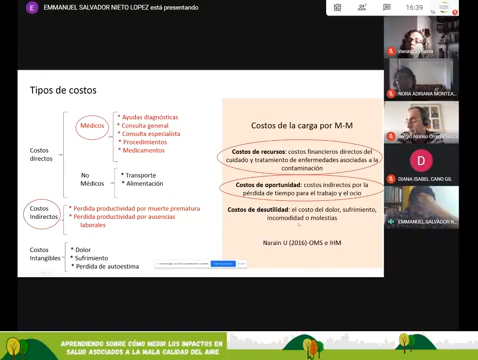 E EMMANUEL SALVADOR NIETO LOPEZ está presentando
16:39
Tipos de costos
Costos directos
Médicos
* Ayudas diagnósticas
* Consulta general
* Consulta especialista
* Procedimientos
* Medicamentos
No Médicos
* Transporte
* Alimentación
Costos Indirectos
* Perdida productividad por muerte prematura
* Perdida productividad por ausencias laborales
Costos Intangibles
* Dolor
* Sufrimiento
* Perdida de autoestima
Costos de la carga por M-M
Costos de recursos: costos financieros directos del
cuidado y tratamiento de enfermedades asociadas a la
contaminación
Costos de oportunidad: costos indirectos por la
pérdida de tiempo para el trabajo y el ocio
Costos de desutilidad: el costo del dolor, sufrimiento,
incomodidad o molestias
Narain U (2016)-OMS e IHM
NORA ADRIANA MONTEA...
D
DIANA ISABEL CANO GIL
EMMANUEL SALVADOR N...
APRENDIENDO SOBRE CÓMO MEDIR LOS IMPACTOS EN
SALUD ASOCIADOS A LA MALA CALIDAD DEL AIRE